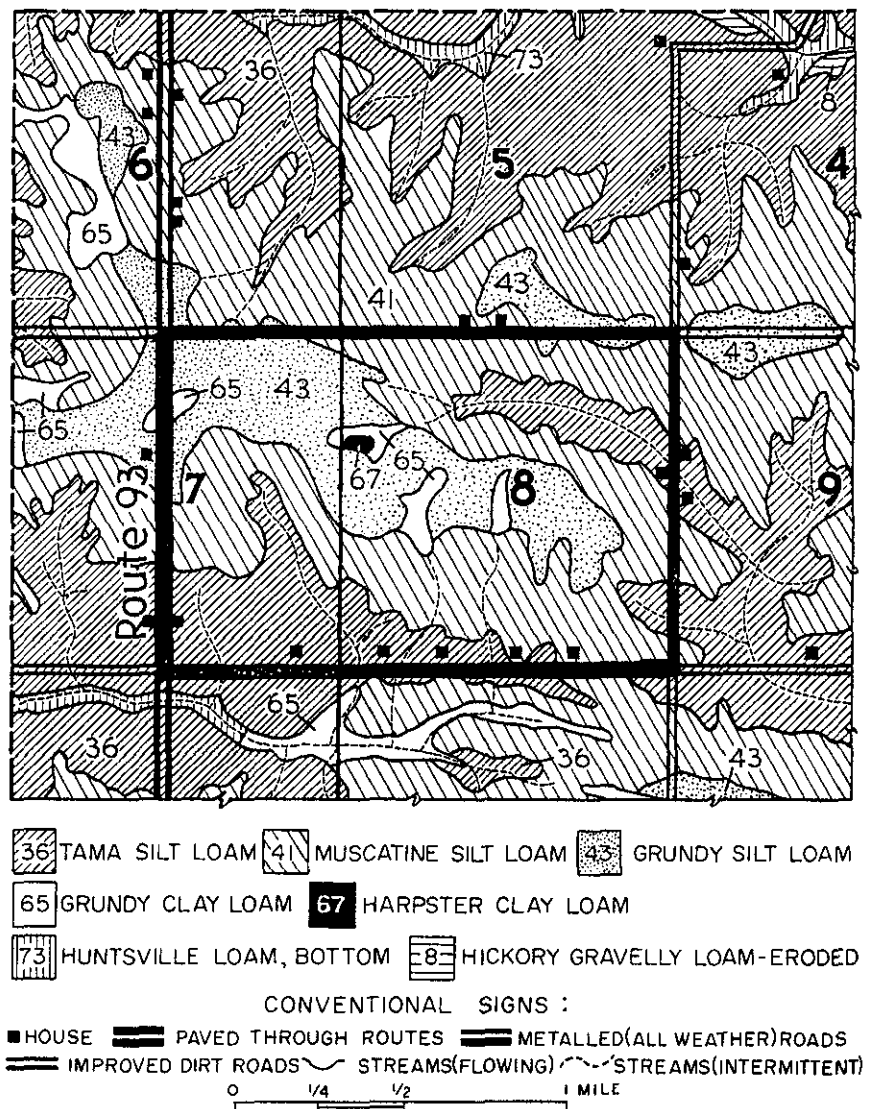 36
73
8
43
6
5
4
65
41
43
43
65
43
65
67
65
7
8
9
Route 93
65
36
36
43
36 TAMA SILT LOAM 41 MUSCATINE SILT LOAM 43 GRUNDY SILT LOAM
65 GRUNDY CLAY LOAM 67 HARPSTER CLAY LOAM
73 HUNTSVILLE LOAM, BOTTOM 8 HICKORY GRAVELLY LOAM-ERODED
CONVENTIONAL SIGNS :
HOUSE PAVED THROUGH ROUTES METALLED(ALL WEATHER)ROADS
IMPROVED DIRT ROADS STREAMS(FLOWING) STREAMS(INTERMITTENT)
0 1/4 1/2 1 MILE